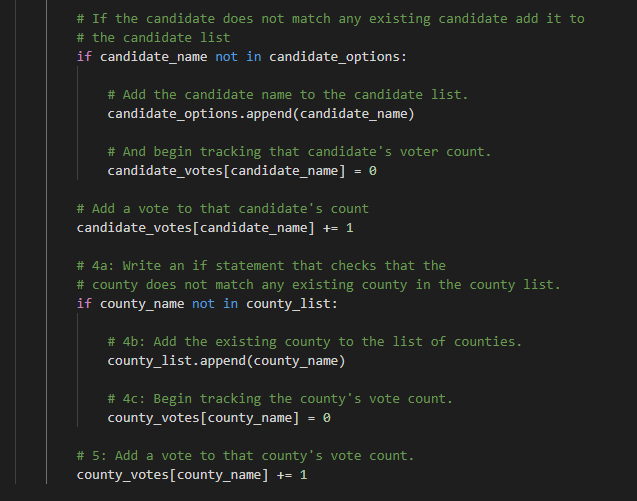 # If the candidate does not match any existing candidate add it to
# the candidate list
if candidate_name not in candidate_options:
# Add the candidate name to the candidate list.
candidate_options.append(candidate_name)
# And begin tracking that candidate's voter count.
candidate_votes[candidate_name] = 0
# Add a vote to that candidate's count
candidate_votes[candidate_name] += 1
# 4a: Write an if statement that checks that the
# county does not match any existing county in the county list.
if county_name not in county_list:
# 4b: Add the existing county to the list of counties.
county_list.append(county_name)
# 4c: Begin tracking the county's vote count.
county_votes[county_name] = 0
# 5: Add a vote to that county's vote count.
county_votes[county_name] += 1